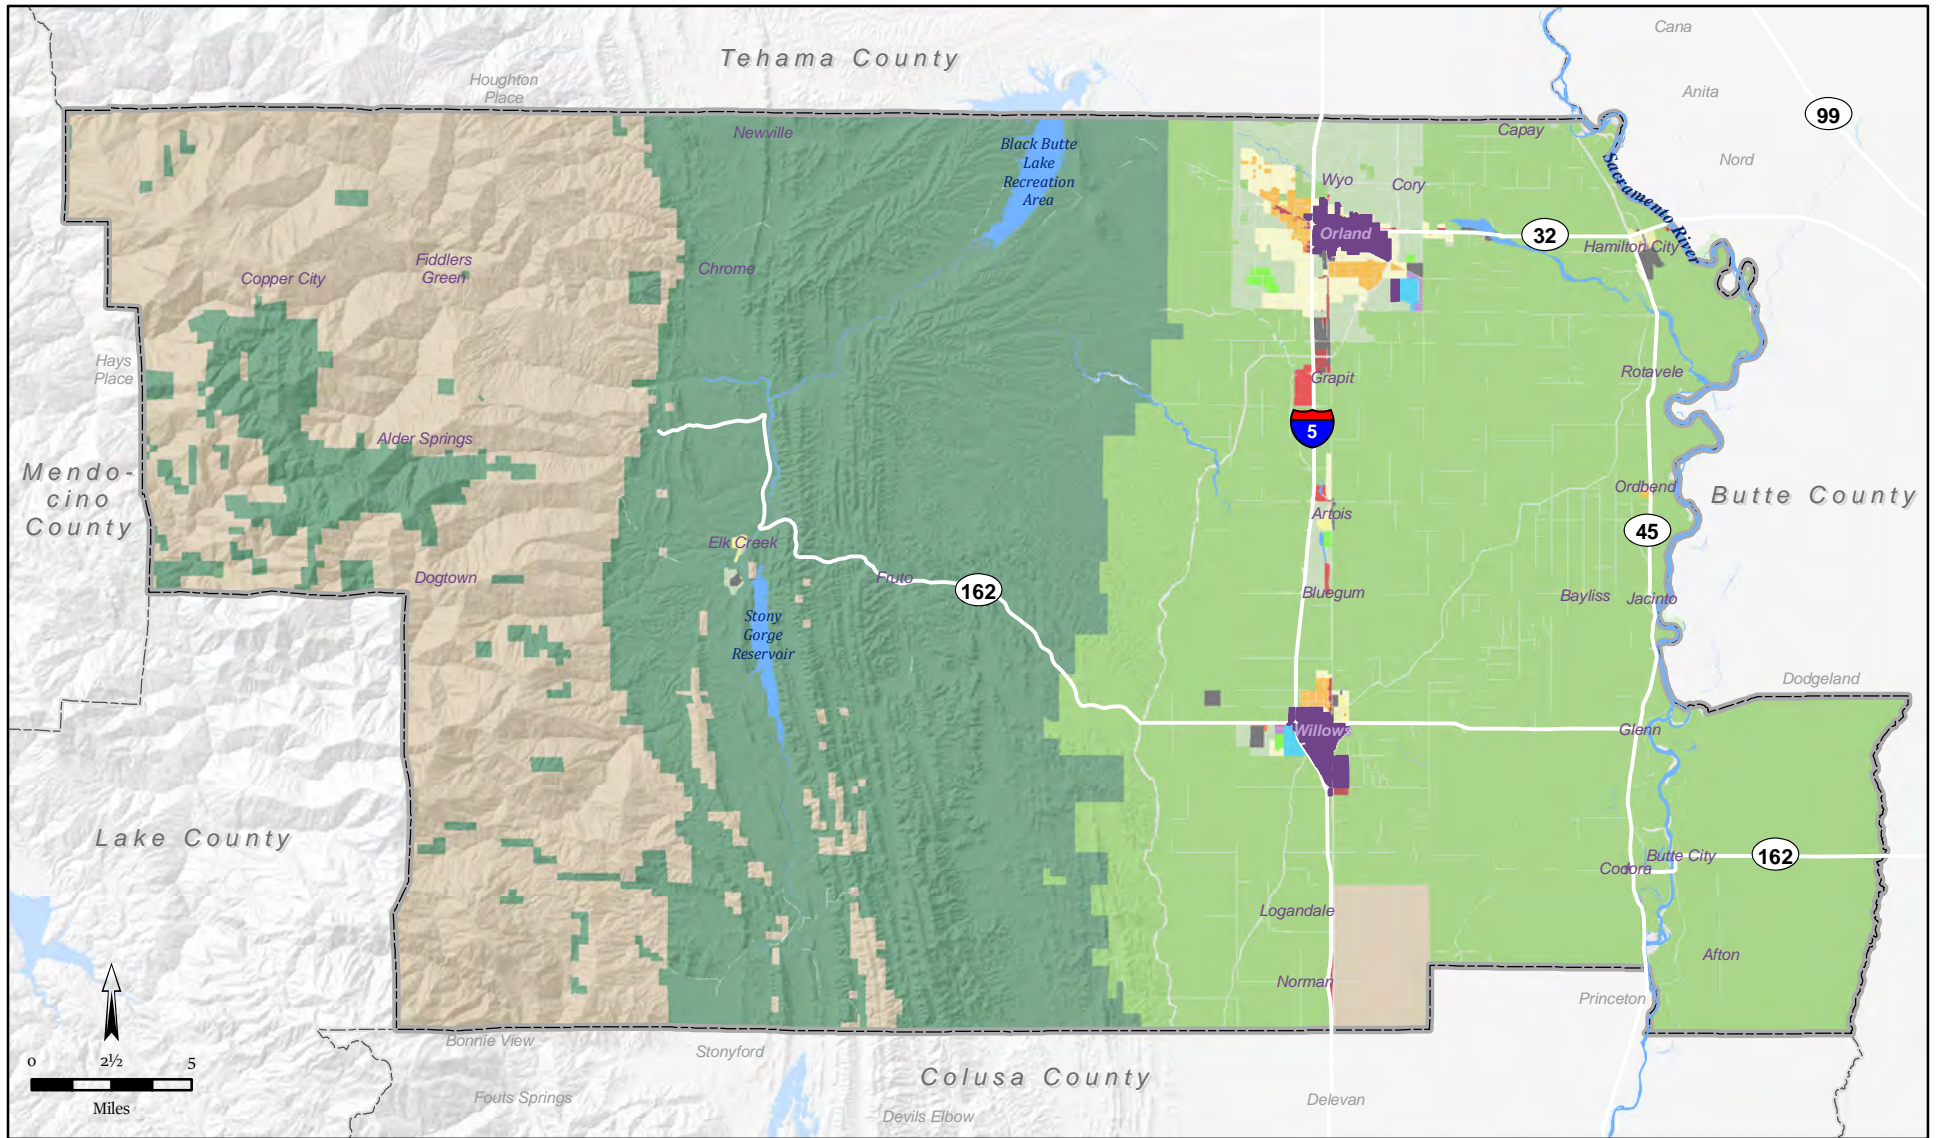 Cana
Tehama County
Houghton
Place
Anita
99
Newville
Capay
Black Butte
Lake
Recreation
Area
Nord
Sacramento River
Wyo
Cory
Orland
32
Hamilton City
Fiddlers
Green
Copper City
Chrome
Hays
Place
Rotavele
Grapit
5
Alder Springs
Mendo-
cino
County
Ordbend
Butte County
Artois
45
Elk Creek
Dogtown
Fruto
162
Bluegum
Bayliss
Jacinto
Stony
Gorge
Reservoir
Dodgeland
Willows
Glenn
Lake County
Butte City
162
Codora
Logandale
Afton
Norman
Princeton
Bonnie View
Stonyford
0 2½ 5
Miles
Colusa County
Fouts Springs
Devils Elbow
Delevan